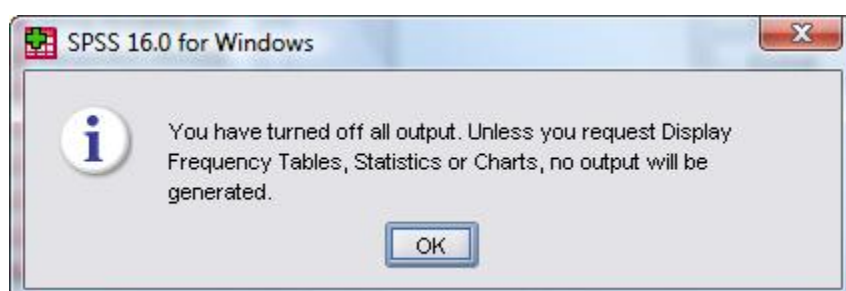 SPSS 16.0 for Windows
You have turned off all output. Unless you request Display
Frequency Tables, Statistics or Charts, no output will be
generated.
OK